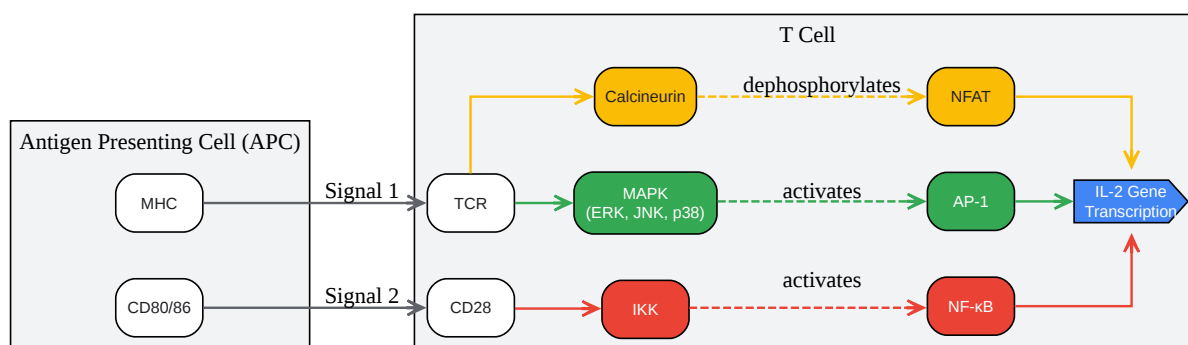 T Cell
Calcineurin
dephosphorylates
NFAT
Antigen Presenting Cell (APC)
MHC
Signal 1
TCR
MAPK
(ERK, JNK, p38)
activates
AP-1
IL-2 Gene
Transcription
CD80/86
Signal 2
CD28
IKK
activates
NF-κB